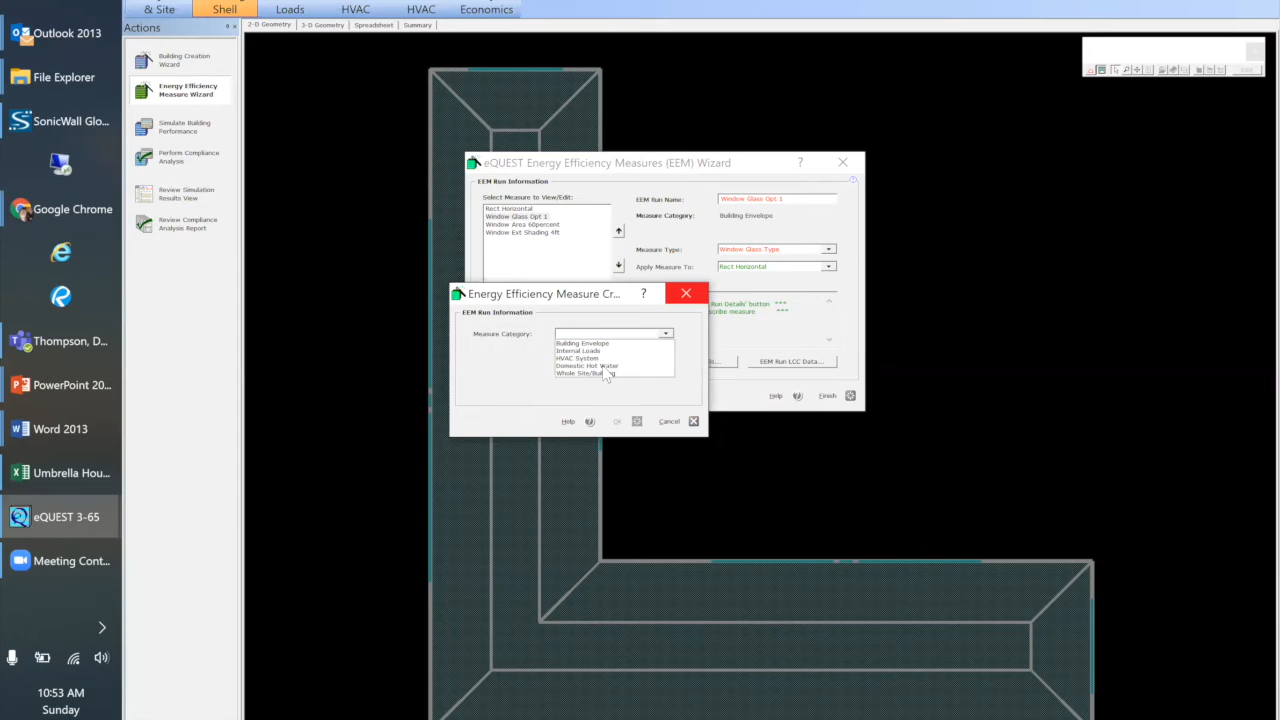 & Site
Shell
Loads
HVAC
HVAC
Economics
Actions
2-D Geometry
3-D Geometry
Spreadsheet
Summary
Outlook 2013
File Explorer
SonicWall Glo...
Google Chrome
Temporary P...
PowerPoint 20...
Word 2013
Umbrella Hou...
eQUEST 3-65
Meeting Cont...
10:53 AM
Sunday
Building Creation
Wizard
Energy Efficiency
Measure Wizard
Simulate Building
Performance
Perform Compliance
Analysis
Review Simulation
Results View
Review Compliance
Analysis Report
eQUEST Energy Efficiency Measures (EEM) Wizard
?
EEM Run Information
Select Measure to View/Edit:
Rect Horizontal
Window Glass Opt 1
Window Area 60percent
Window Ext Shading 4ft
EEM Run Name:
Window Glass Opt 1
Measure Category:
Building Envelope
Measure Type:
Window Glass Type
Apply Measure To:
Rect Horizontal
Run Details' button ***
scribe measure ***
EEM Run LCC Data...
Help
Finish
Energy Efficiency Measure Cr...
?
EEM Run Information
Measure Category:
Building Envelope
Internal Loads
HVAC System
Domestic Hot Water
Whole Site/Building
Help
OK
Cancel